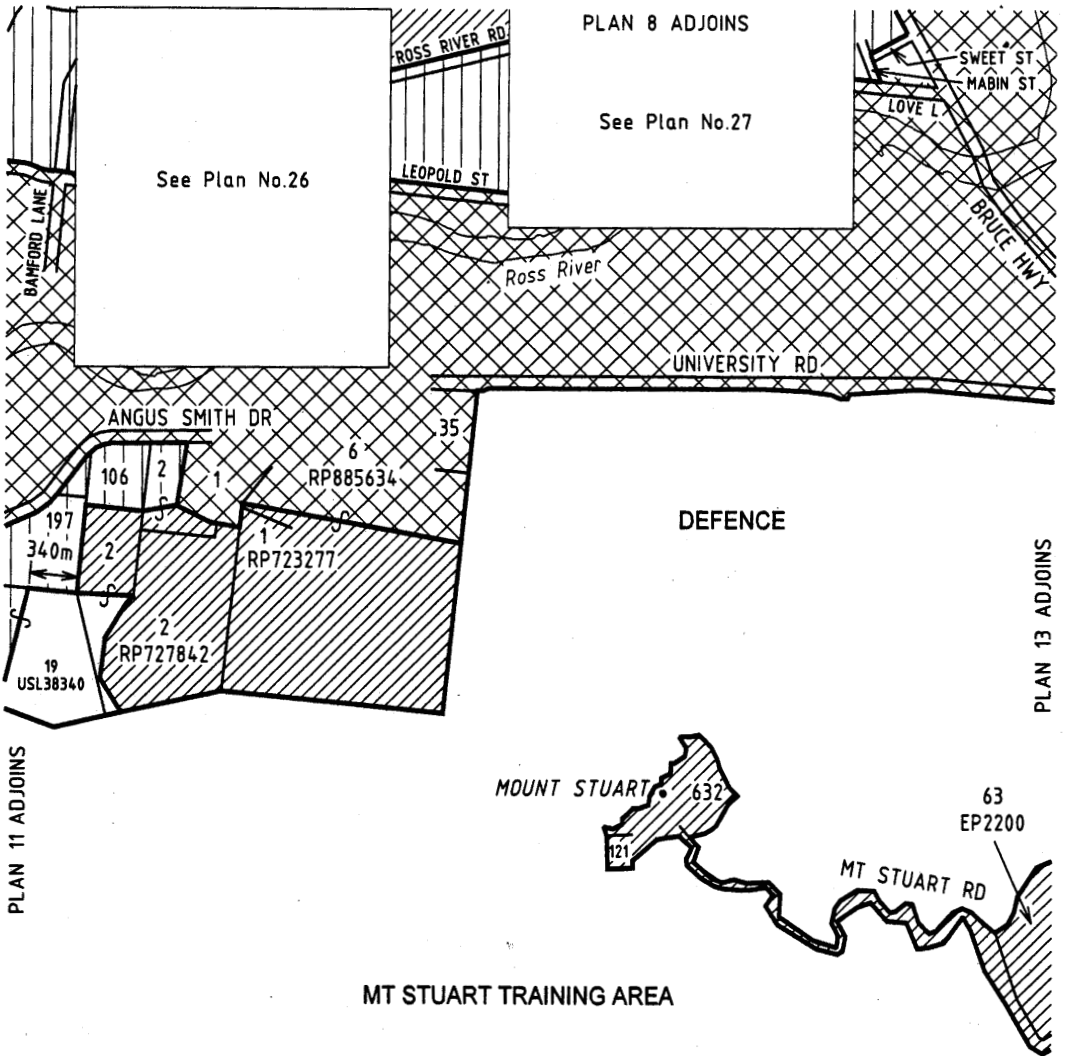 PLAN 8 ADJOINS
ROSS RIVER RD
SWEET ST
MABIN ST
LOVE L
See Plan No.27
See Plan No.26
LEOPOLD ST
BAMFORD LANE
BRUCE HWY
Ross River
UNIVERSITY RD
ANGUS SMITH DR
35
6
RP885634
106
2
1
197
340m
2
1
RP723277
DEFENCE
2
RP727842
19
USL38340
PLAN 13 ADJOINS
PLAN 11 ADJOINS
MOUNT STUART
632
121
63
EP2200
MT STUART RD
MT STUART TRAINING AREA